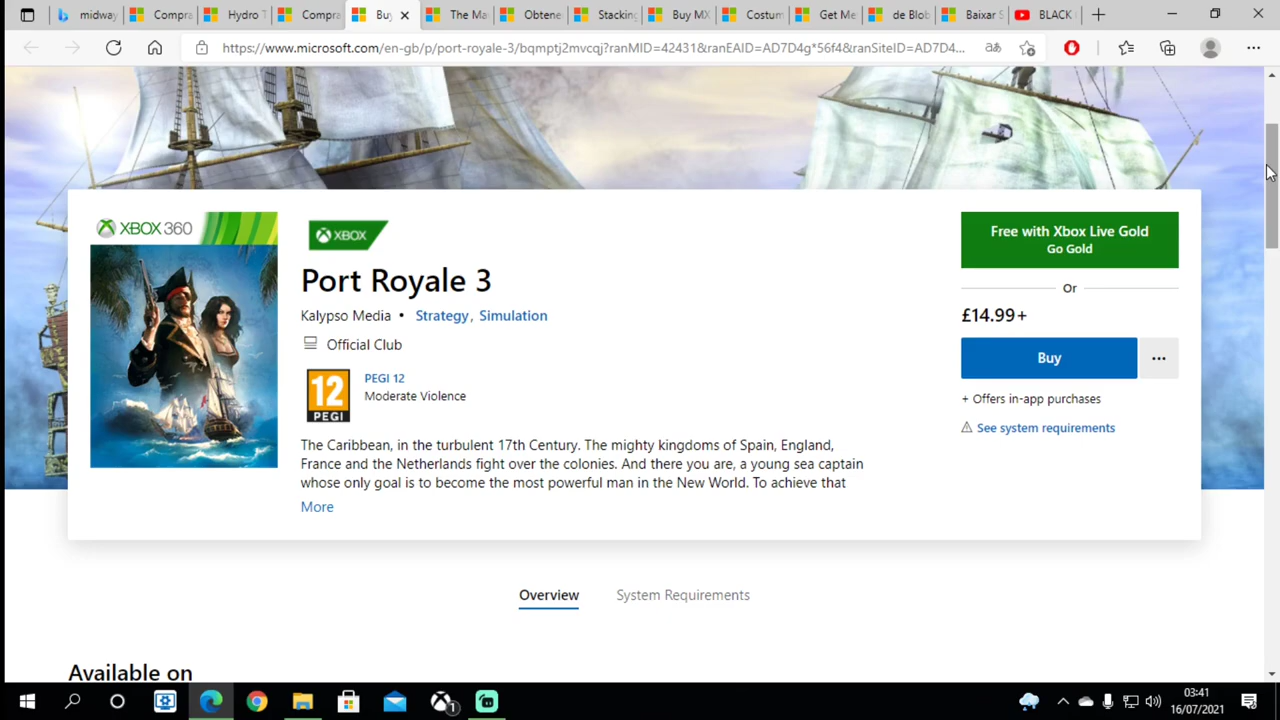 midway
Compra
Hydro T
Compra
Buy
The Ma
Obtene
Stacking
Buy MX
Costum
Get Me
de Blob
Baixar S
BLACK
https://www.microsoft.com/en-gb/p/port-royale-3/bqmptj2mvcqj?ranMID=42431&ranEAID=AD7D4g*56f4&ranSiteID=AD7D4...
XBOX 360
XBOX
Free with Xbox Live Gold
Go Gold
Port Royale 3
Or
Kalypso Media • Strategy, Simulation
£14.99+
Official Club
Buy
12
PEGI
PEGI 12
Moderate Violence
+ Offers in-app purchases
See system requirements
The Caribbean, in the turbulent 17th Century. The mighty kingdoms of Spain, England,
France and the Netherlands fight over the colonies. And there you are, a young sea captain
whose only goal is to become the most powerful man in the New World. To achieve that
More
Overview
System Requirements
Available on
1
03:41
16/07/2021